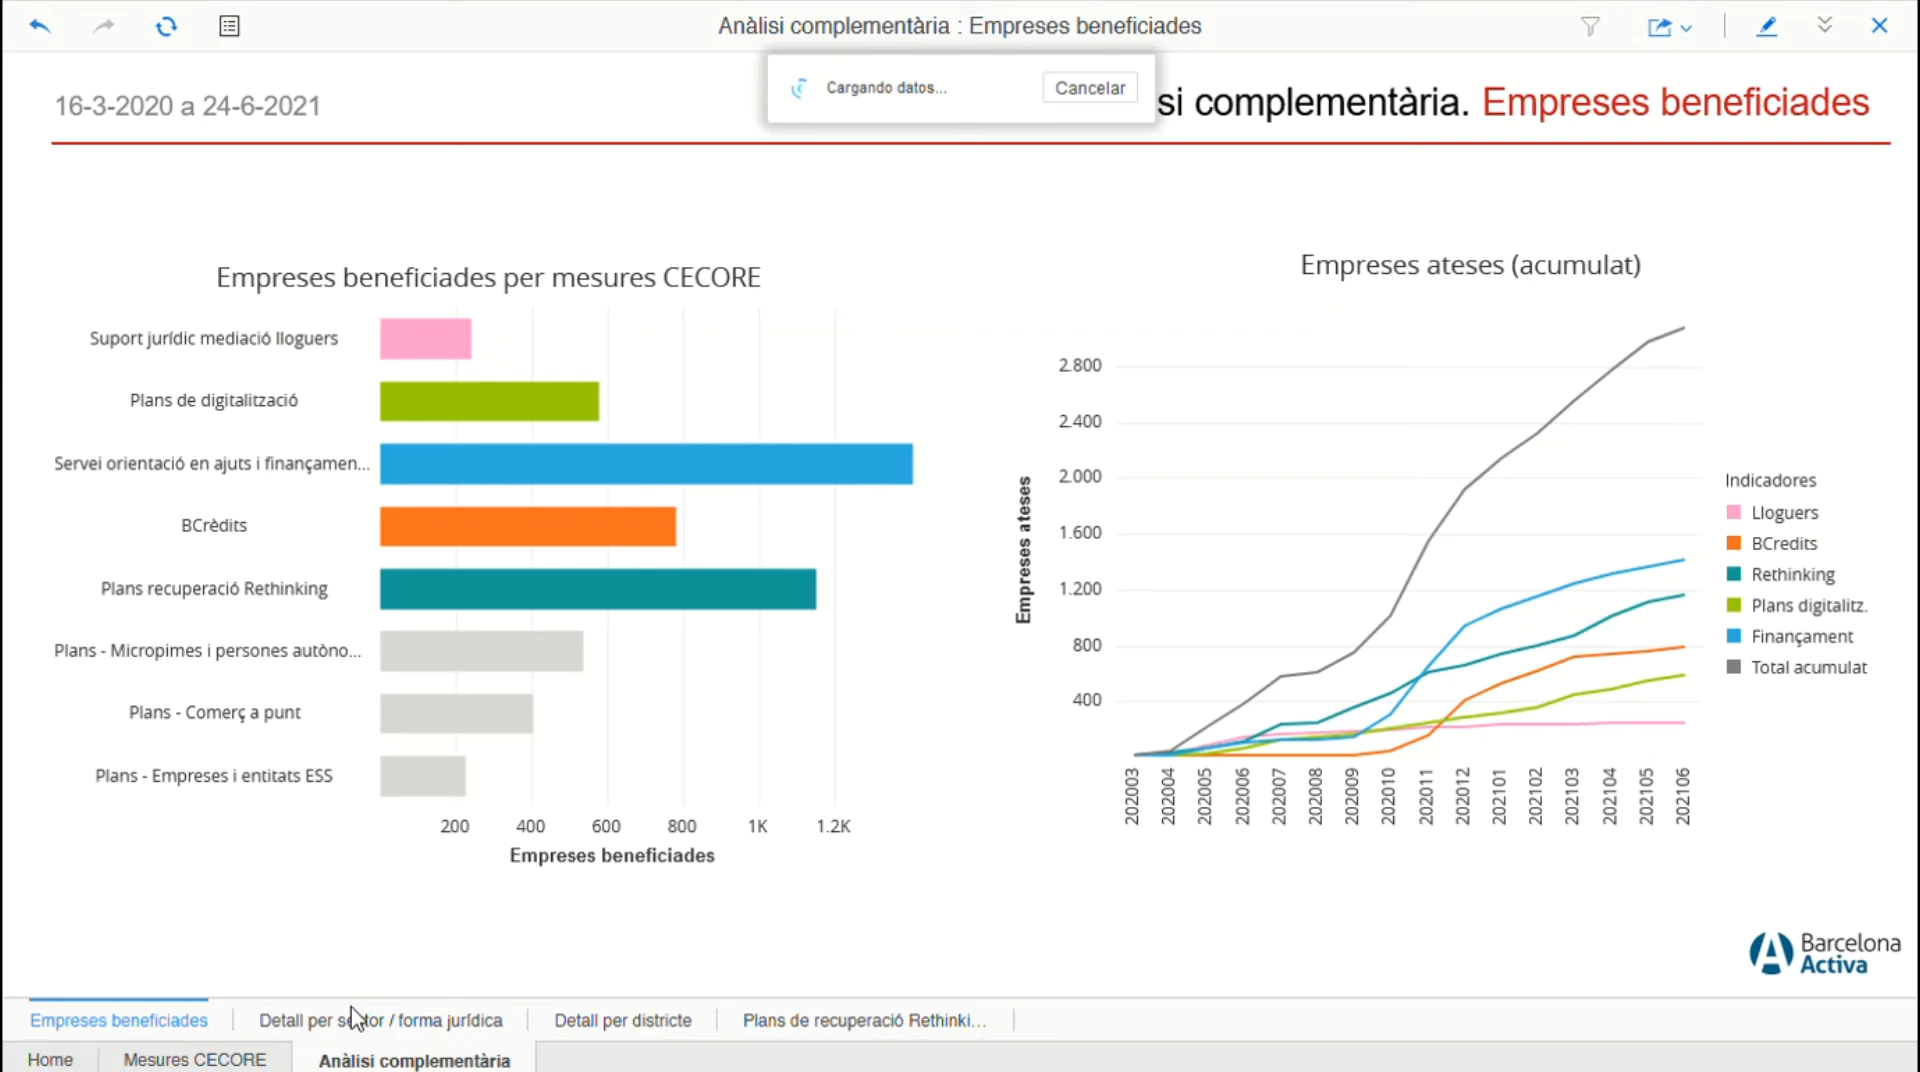 Anàlisi complementària : Empreses beneficiades
Cargando datos...
Cancelar
16-3-2020 a 24-6-2021
si complementària. Empreses beneficiades
Empreses beneficiades per mesures CECORE
Suport jurídic mediació lloguers
Plans de digitalització
Servei orientació en ajuts i finançamen...
BCrèdits
Plans recuperació Rethinking
Plans - Micropimes i persones autòno...
Plans - Comerç a punt
Plans - Empreses i entitats ESS
200 400 600 800 1K 1.2K
Empreses beneficiades
Empreses ateses (acumulat)
Empreses ateses
2.800
2.400
2.000
1.600
1.200
800
400
202003 202004 202005 202006 202007 202008 202009 202010 202011 202012 202101 202102 202103 202104 202105 202106
Indicadores
Lloguers
BCredits
Rethinking
Plans digitalitz.
Finançament
Total acumulat
Barcelona
Activa
Empreses beneficiades
Detall per sector / forma jurídica
Detall per districte
Plans de recuperació Rethinki...
Home
Mesures CECORE
Anàlisi complementària